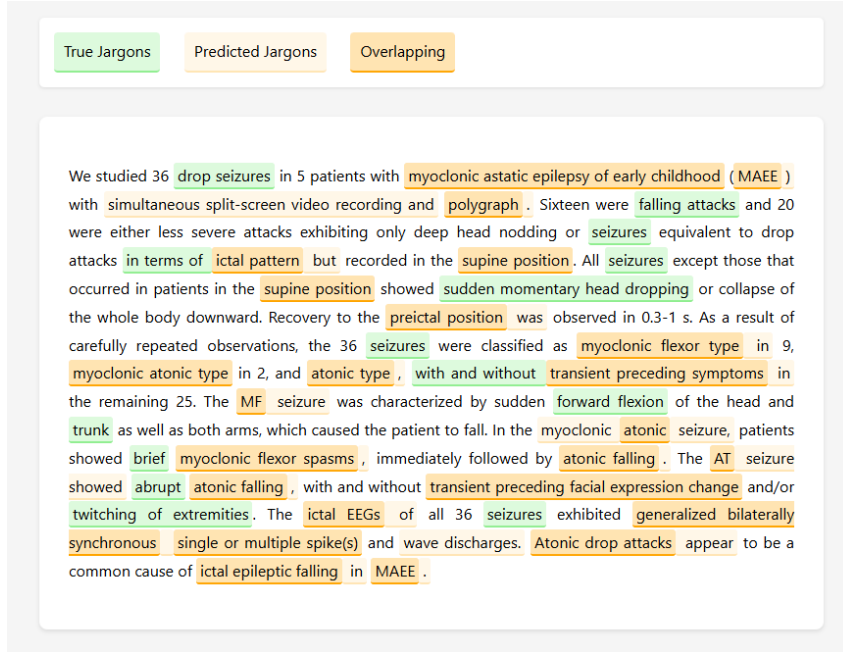 True Jargons Predicted Jargons Overlapping
We studied 36 drop seizures in 5 patients with myoclonic astatic epilepsy of early childhood ( MAEE )
with simultaneous split-screen video recording and polygraph . Sixteen were falling attacks and 20
were either less severe attacks exhibiting only deep head nodding or seizures equivalent to drop
attacks in terms of ictal pattern but recorded in the supine position . All seizures except those that
occurred in patients in the supine position showed sudden momentary head dropping or collapse of
the whole body downward. Recovery to the preictal position was observed in 0.3-1 s. As a result of
carefully repeated observations, the 36 seizures were classified as myoclonic flexor type in 9,
myoclonic atonic type in 2, and atonic type , with and without transient preceding symptoms in
the remaining 25. The MF seizure was characterized by sudden forward flexion of the head and
trunk as well as both arms, which caused the patient to fall. In the myoclonic atonic seizure, patients
showed brief myoclonic flexor spasms , immediately followed by atonic falling . The AT seizure
showed abrupt atonic falling , with and without transient preceding facial expression change and/or
twitching of extremities . The ictal EEGs of all 36 seizures exhibited generalized bilaterally
synchronous single or multiple spike(s) and wave discharges. Atonic drop attacks appear to be a
common cause of ictal epileptic falling in MAEE .